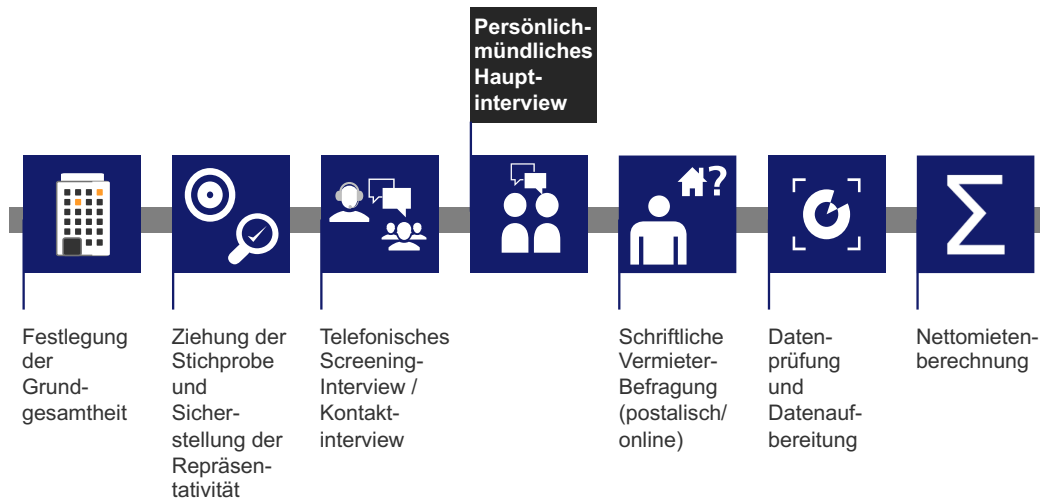 Persönlich-
mündliches
Haupt-
interview
?
Σ
Festlegung
der
Grund-
gesamtheit
Ziehung der
Stichprobe
und
Sicher-
stellung der
Repräsen-
tativität
Telefonisches
Screening-
Interview /
Kontakt-
interview
Schriftliche
Vermieter-
Befragung
(postalisch/
online)
Daten-
prüfung
und
Datenauf-
bereitung
Nettomieten-
berechnung